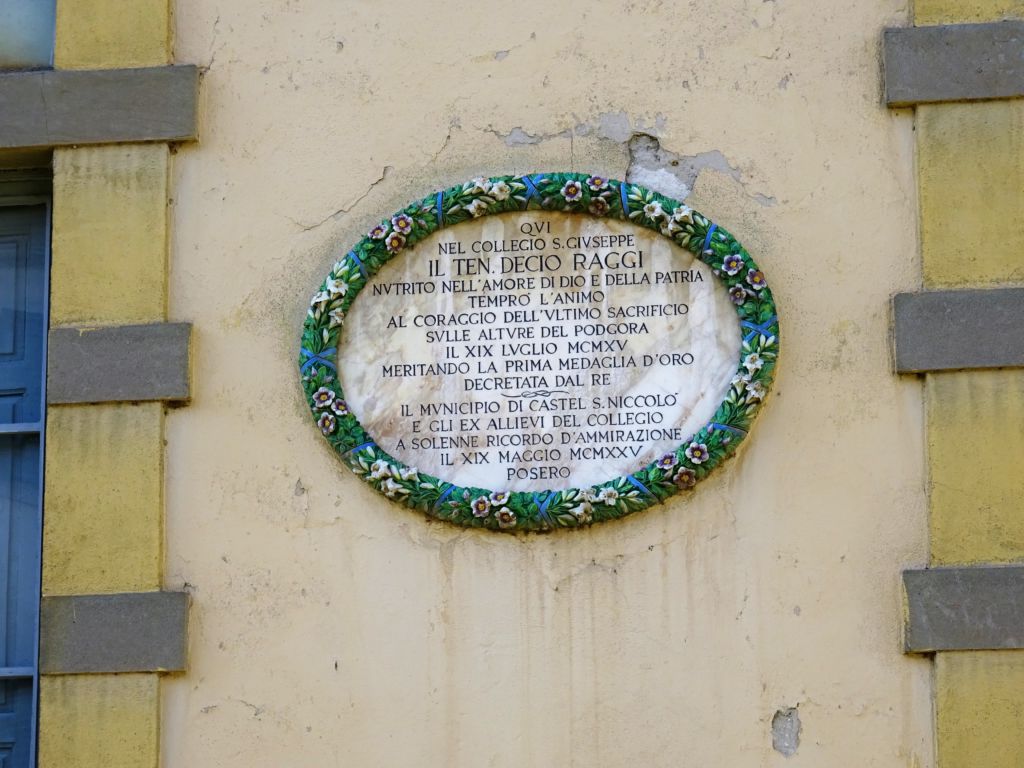 QVI
NEL COLLEGIO S. GIVSEPPE
IL TEN. DECIO RAGGI
NVTRITO NELL'AMORE DI DIO E DELLA PATRIA
TEMPRO' L'ANIMO
AL CORAGGIO DELL'VLTIMO SACRIFICIO
SVLLE ALTVRE DEL PODGORA
IL XIX LVGLIO MCMXV
MERITANDO LA PRIMA MEDAGLIA D'ORO
DECRETATA DAL RE
IL MVNICIPIO DI CASTEL S. NICCOLO'
E GLI EX ALLIEVI DEL COLLEGIO
A SOLENNE RICORDO D'AMMIRAZIONE
IL XIX MAGGIO MCMXXV
POSERO